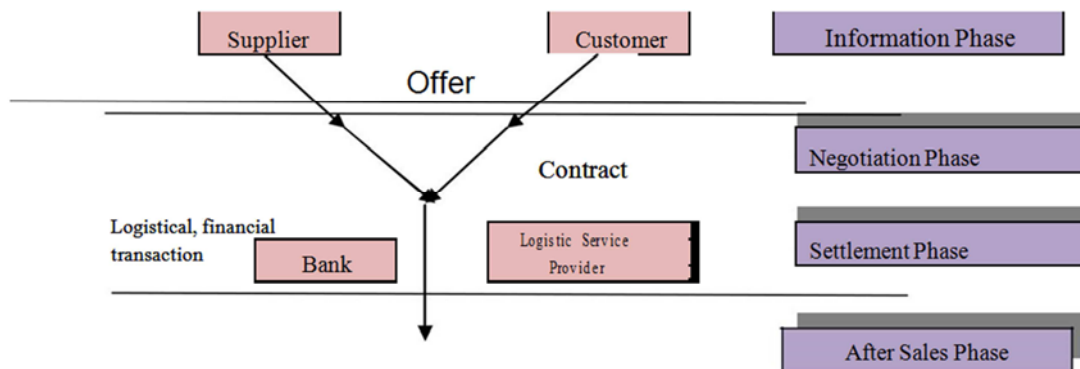 Supplier
Customer
Information Phase
Offer
Negotiation Phase
Contract
Logistical, financial
transaction
Bank
Logistic Service
Provider
Settlement Phase
After Sales Phase